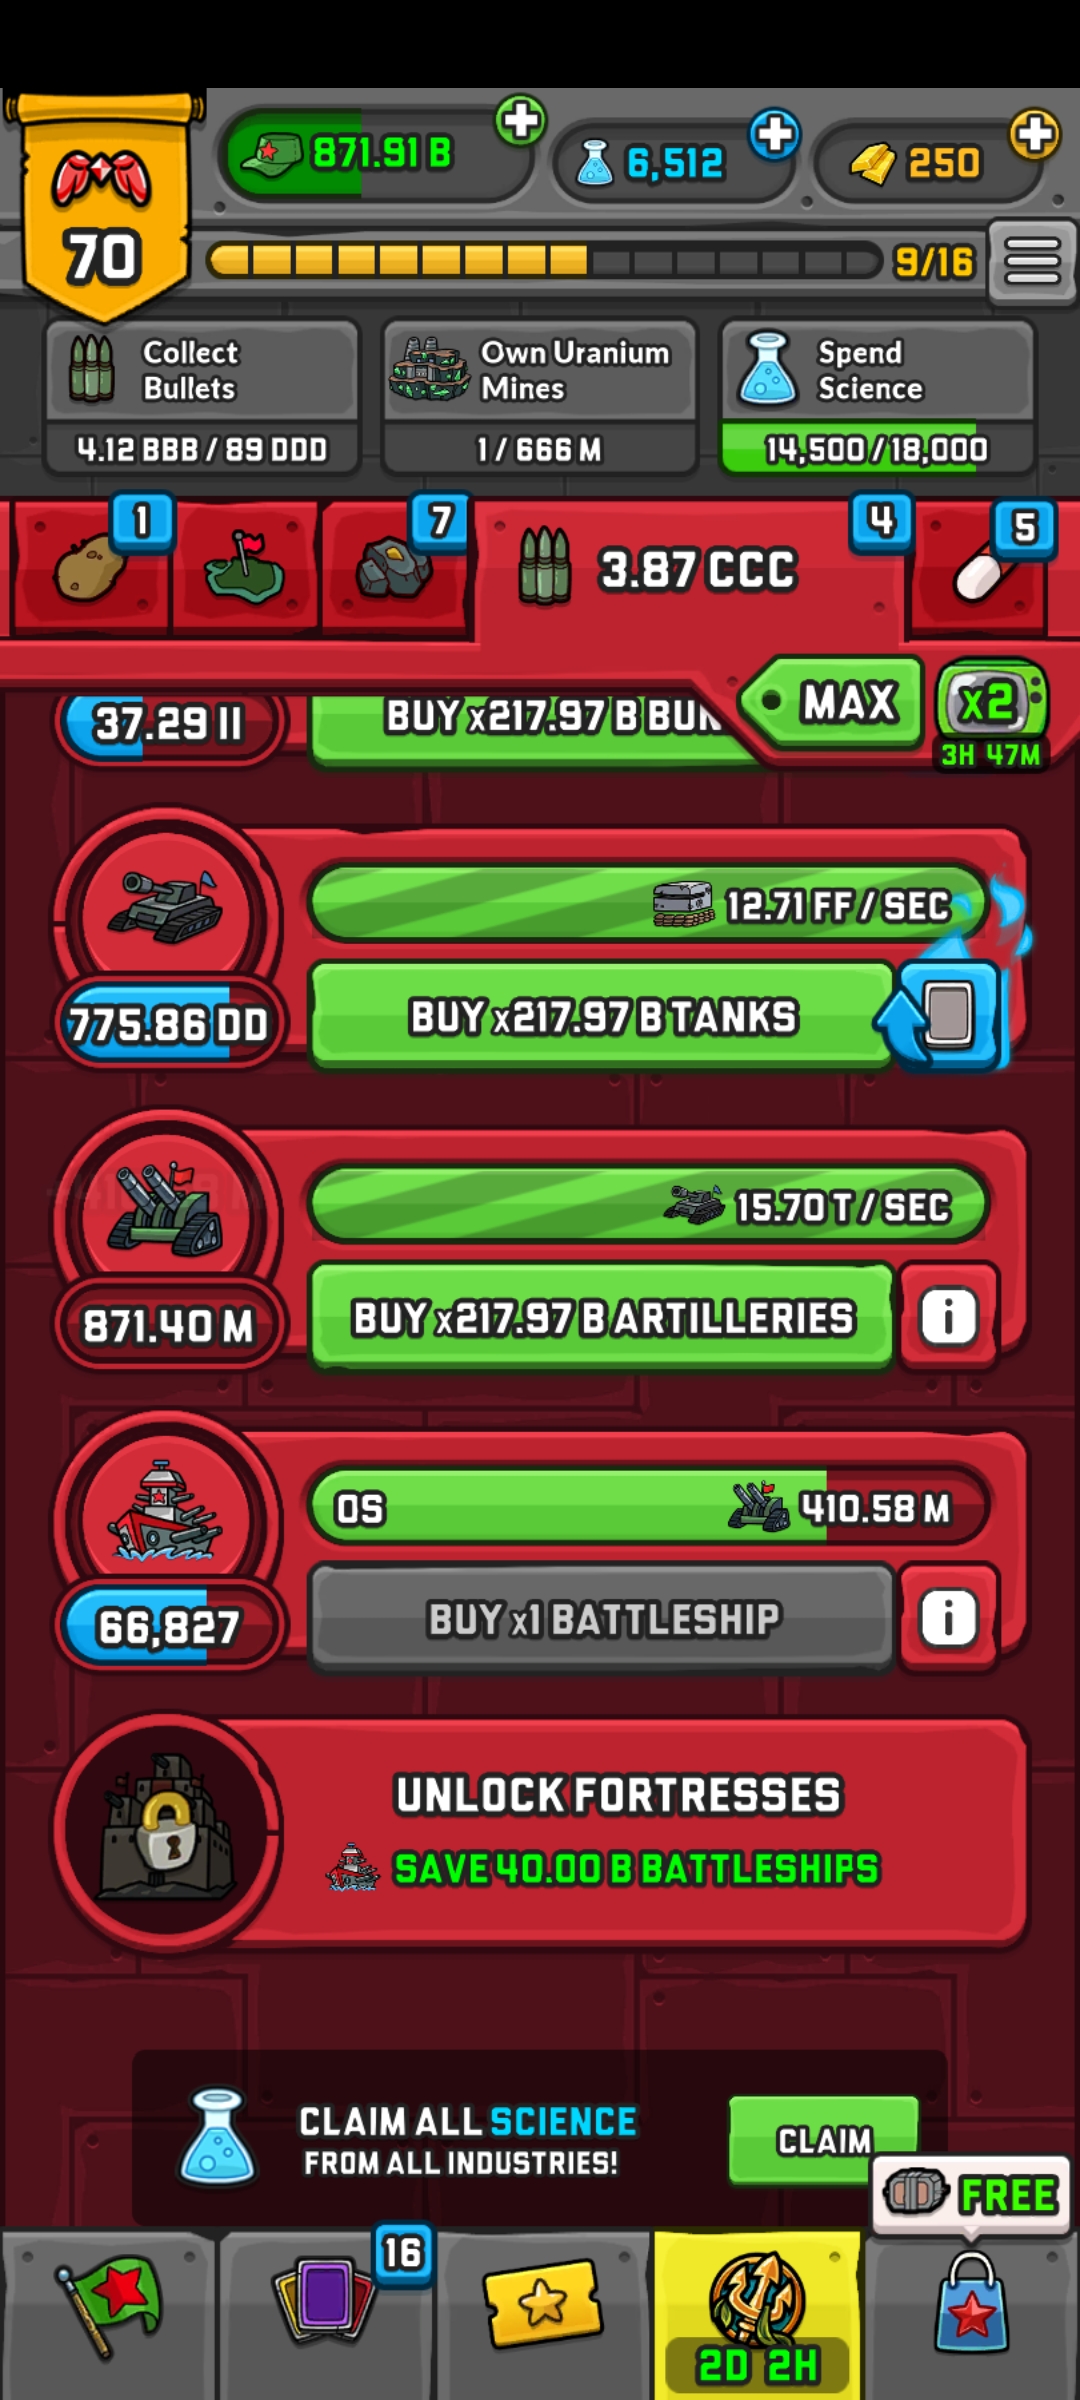 871.91 B
6,512
250
70
9/16
Collect
Bullets
4.12 BBB / 89 DDD
Own Uranium
Mines
1 / 666 M
Spend
Science
14,500/18,000
1
7
3.87 CCC
4
5
MAX
x2
3H 47M
37.29 II
BUY x217.97 B
12.71 FF / SEC
775.86 DD
BUY x217.97 B TANKS
15.70 T / SEC
871.40 M
BUY x217.97 B ARTILLERIES
i
0S
410.58 M
66,827
BUY x1 BATTLESHIP
i
UNLOCK FORTRESSES
SAVE 40.00 B BATTLESHIPS
CLAIM ALL SCIENCE
FROM ALL INDUSTRIES!
CLAIM
FREE
16
2D 2H